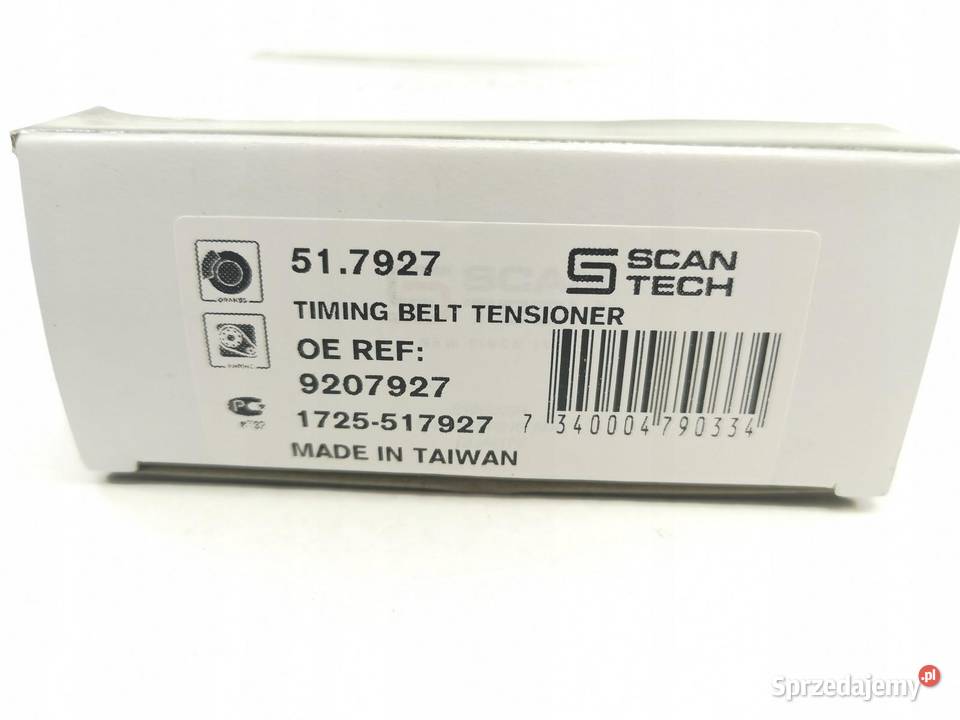 51.7927
SCAN
TECH
TIMING BELT TENSIONER
OE REF:
9207927
1725-517927
7 340004 790334
MADE IN TAIWAN
Sprzedajemy.pl